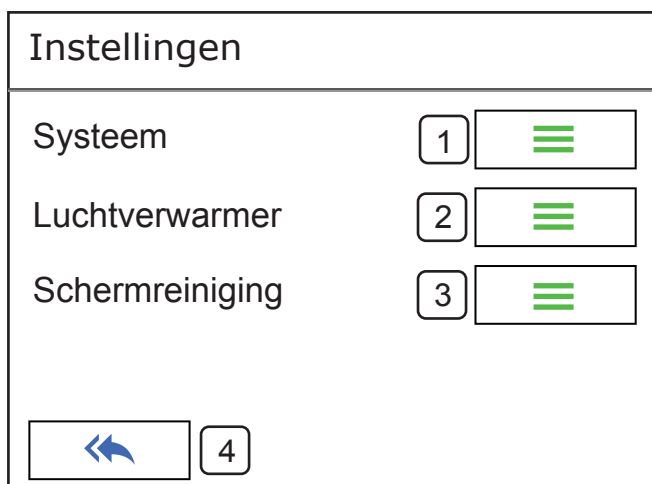 Instellingen
Systeem 1
Luchtverwarmer 2
Schermreiniging 3
4